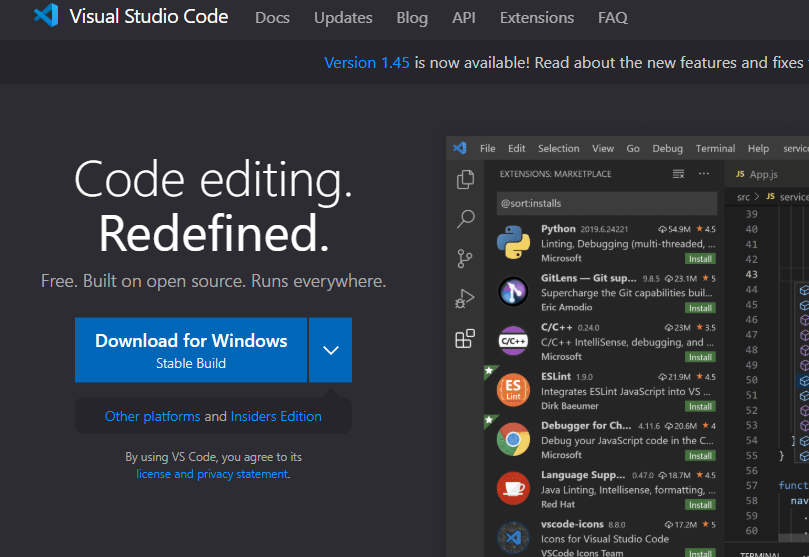 Visual Studio Code Docs Updates Blog API Extensions FAQ
Version 1.45 is now available! Read about the new features and fixes
Code editing.
Redefined.
Free. Built on open source. Runs everywhere.
Download for Windows
Stable Build
Other platforms and Insiders Edition
By using VS Code, you agree to its
license and privacy statement.
File Edit Selection View Go Debug Terminal Help service
EXTENSIONS: MARKETPLACE ···
@sort:installs
Python 2019.6.24221 54.9M ★ 4.5
Linting, Debugging (multi-threaded, ...
Microsoft Install
GitLens — Git sup... 9.8.5 23.1M ★ 5
Supercharge the Git capabilities buil...
Eric Amodio Install
C/C++
C/C++ 0.24.0 23M ★ 3.5
C/C++ IntelliSense, debugging, and ...
Microsoft Install
ES
Lint
ESLint 1.9.0 21.9M ★ 4.5
Integrates ESLint JavaScript into VS ...
Dirk Baeumer Install
Debugger for Ch... 4.11.6 20.6M ★ 4
Debug your JavaScript code in the C...
Microsoft Install
Language Supp... 0.47.0 18.7M ★ 4.5
Java Linting, Intellisense, formatting, ...
Red Hat Install
vscode-icons 8.8.0 17.2M ★ 5
Icons for Visual Studio Code
VSCode Icons Team Install
JS App.js
src > JS service
39
40
41
42
43
44
45
46
47
48
49
50
51
52
53
54 ]
55 }
56
57 funct
58 nav
59 .
60 .
TERMINAL